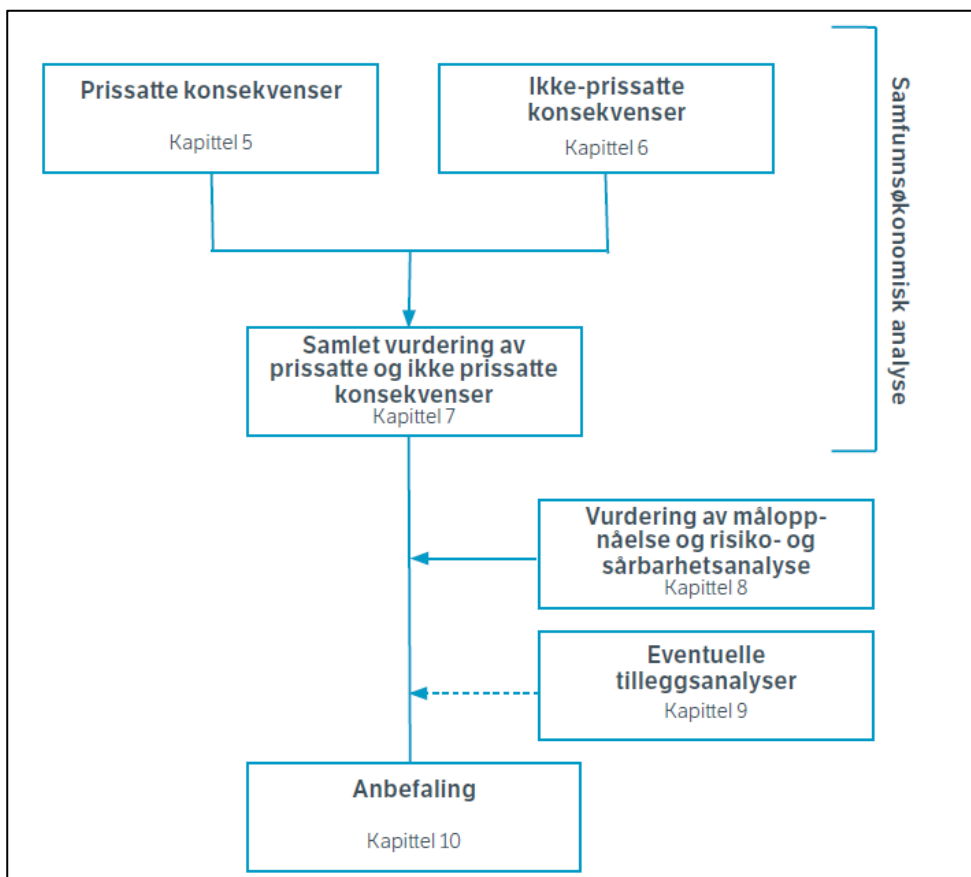 Prissatte konsekvenser
Kapittel 5
Ikke-prissatte
konsekvenser
Kapittel 6
Samfunnsøkonomisk analyse
Samlet vurdering av
prissatte og ikke prissatte
konsekvenser
Kapittel 7
Vurdering av målopp-
nåelse og risiko- og
sårbarhetsanalyse
Kapittel 8
Eventuelle
tilleggsanalyser
Kapittel 9
Anbefaling
Kapittel 10